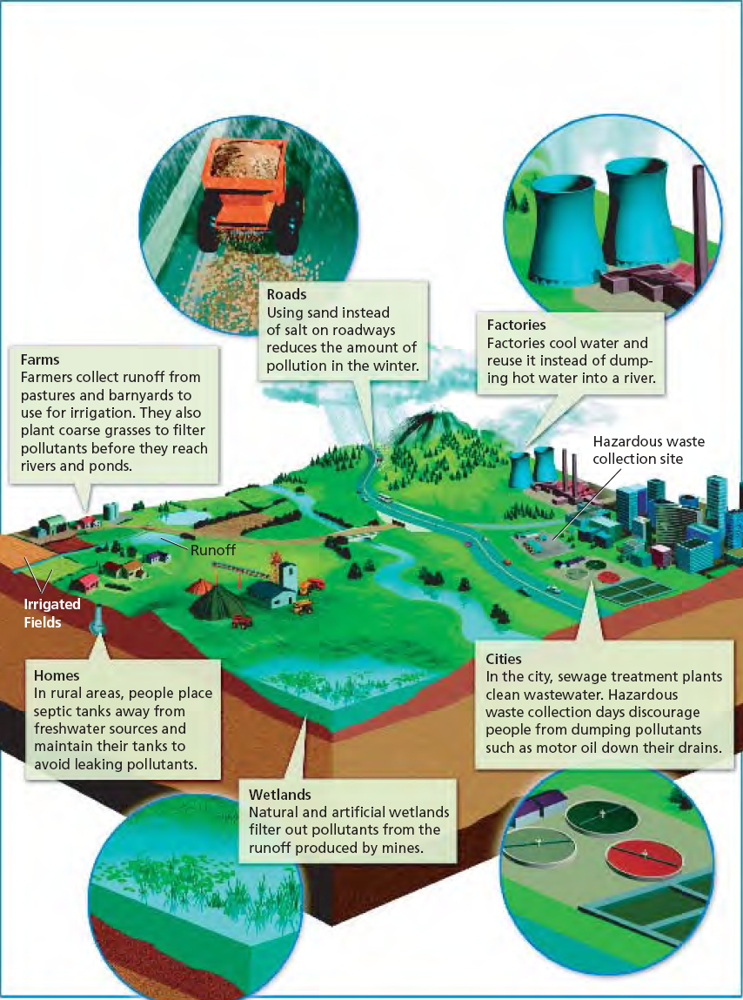 Roads
Using sand instead
of salt on roadways
reduces the amount of
pollution in the winter.
Factories
Factories cool water and
reuse it instead of dump-
ing hot water into a river.
Farms
Farmers collect runoff from
pastures and barnyards to
use for irrigation. They also
plant coarse grasses to filter
pollutants before they reach
rivers and ponds.
Hazardous waste
collection site
Runoff
Irrigated
Fields
Homes
In rural areas, people place
septic tanks away from
freshwater sources and
maintain their tanks to
avoid leaking pollutants.
Cities
In the city, sewage treatment plants
clean wastewater. Hazardous
waste collection days discourage
people from dumping pollutants
such as motor oil down their drains.
Wetlands
Natural and artificial wetlands
filter out pollutants from the
runoff produced by mines.